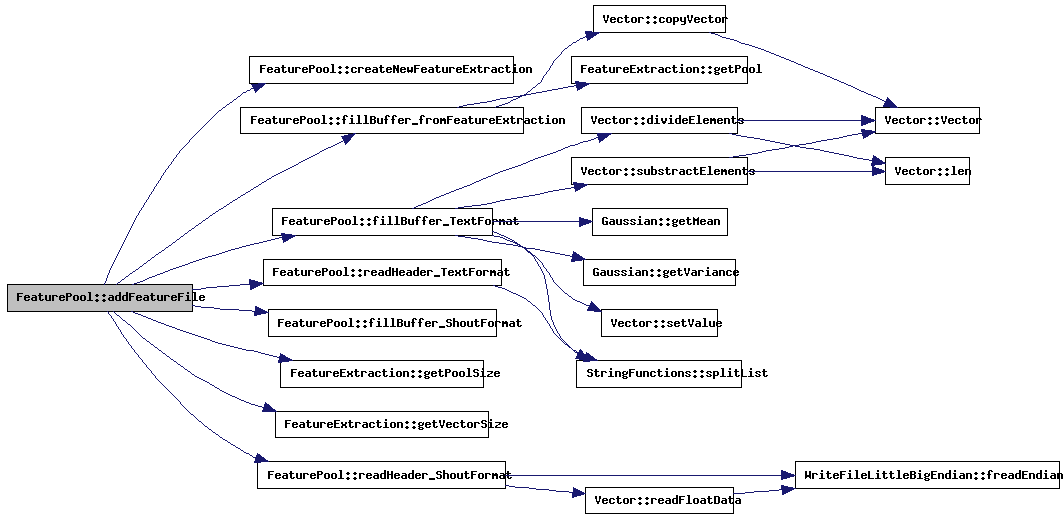 Vector::copyVector
FeaturePool::createNewFeatureExtraction
FeatureExtraction::getPool
FeaturePool::fillBuffer_fromFeatureExtraction
Vector::divideElements
Vector::Vector
Vector::substractElements
Vector::len
FeaturePool::fillBuffer_TextFormat
Gaussian::getMean
FeaturePool::readHeader_TextFormat
Gaussian::getVariance
FeaturePool::addFeatureFile
FeaturePool::fillBuffer_ShoutFormat
Vector::setValue
FeatureExtraction::getPoolSize
StringFunctions::splitList
FeatureExtraction::getVectorSize
FeaturePool::readHeader_ShoutFormat
WriteFileLittleBigEndian::freadEndianSafe
Vector::readFloatData